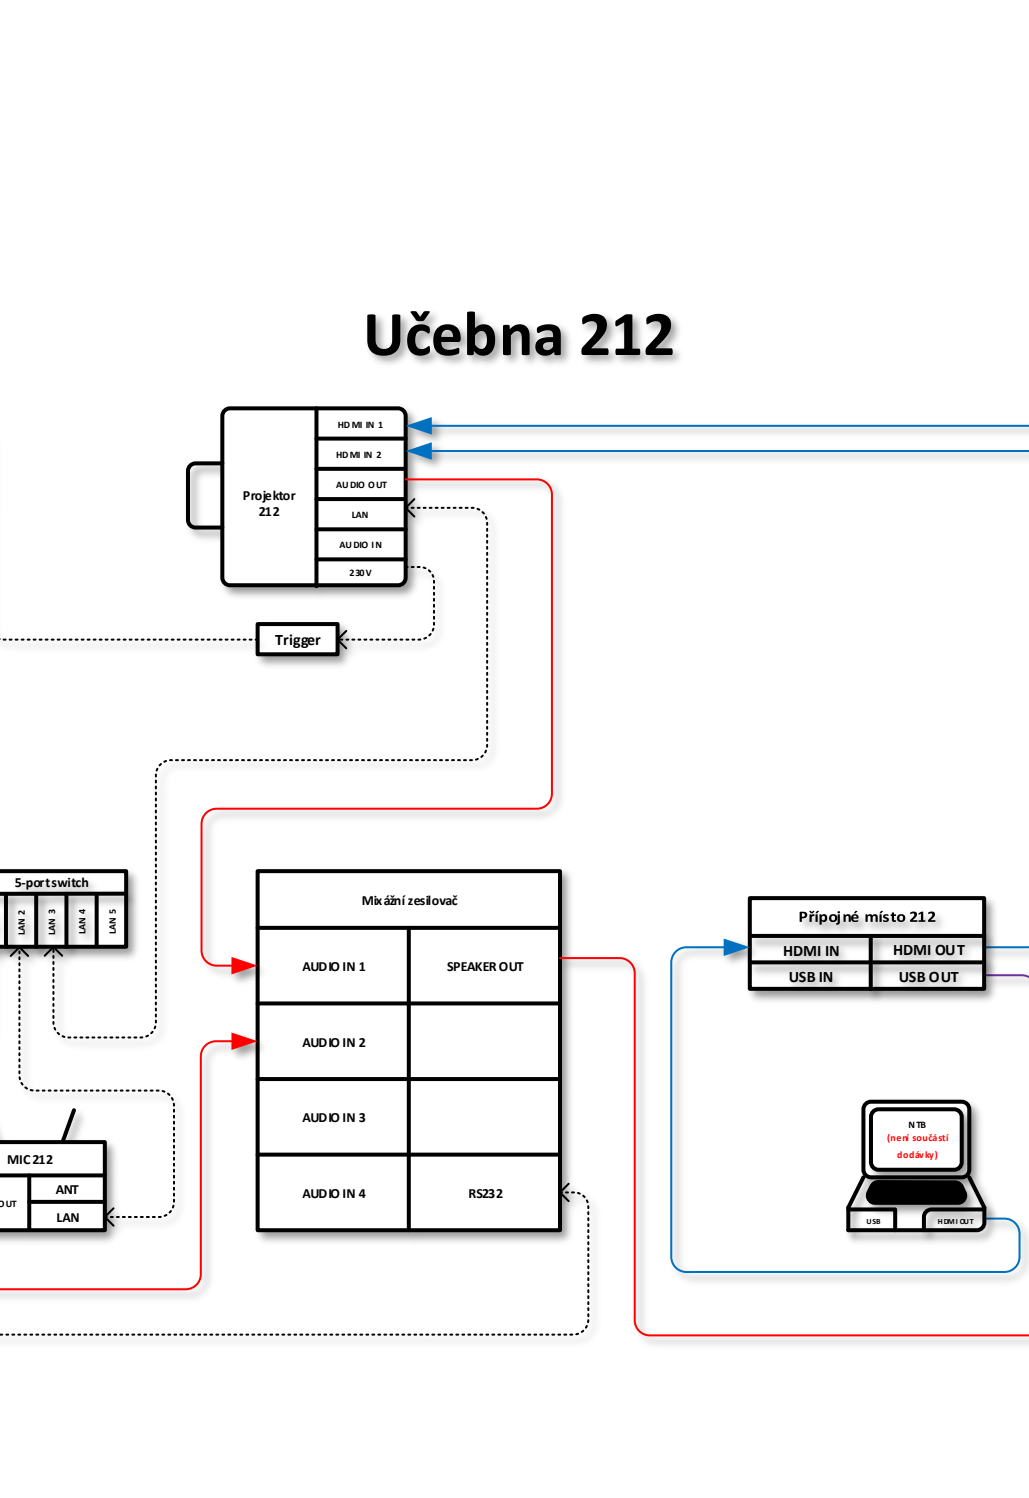 Učebna 212
Projektor
212
HDMI IN 1
HDMI IN 2
AUDIO OUT
LAN
AUDIO IN
230V
Trigger
5-port switch
LAN 2
LAN 3
LAN 4
LAN 5
Mixážní zesilovač
AUDIO IN 1
SPEAKER OUT
AUDIO IN 2
AUDIO IN 3
AUDIO IN 4
RS232
Přípojné místo 212
HDMI IN
HDMI OUT
USB IN
USB OUT
NTB
(není součástí
dodávky)
USB
HDMI OUT
MIC 212
OUT
ANT
LAN